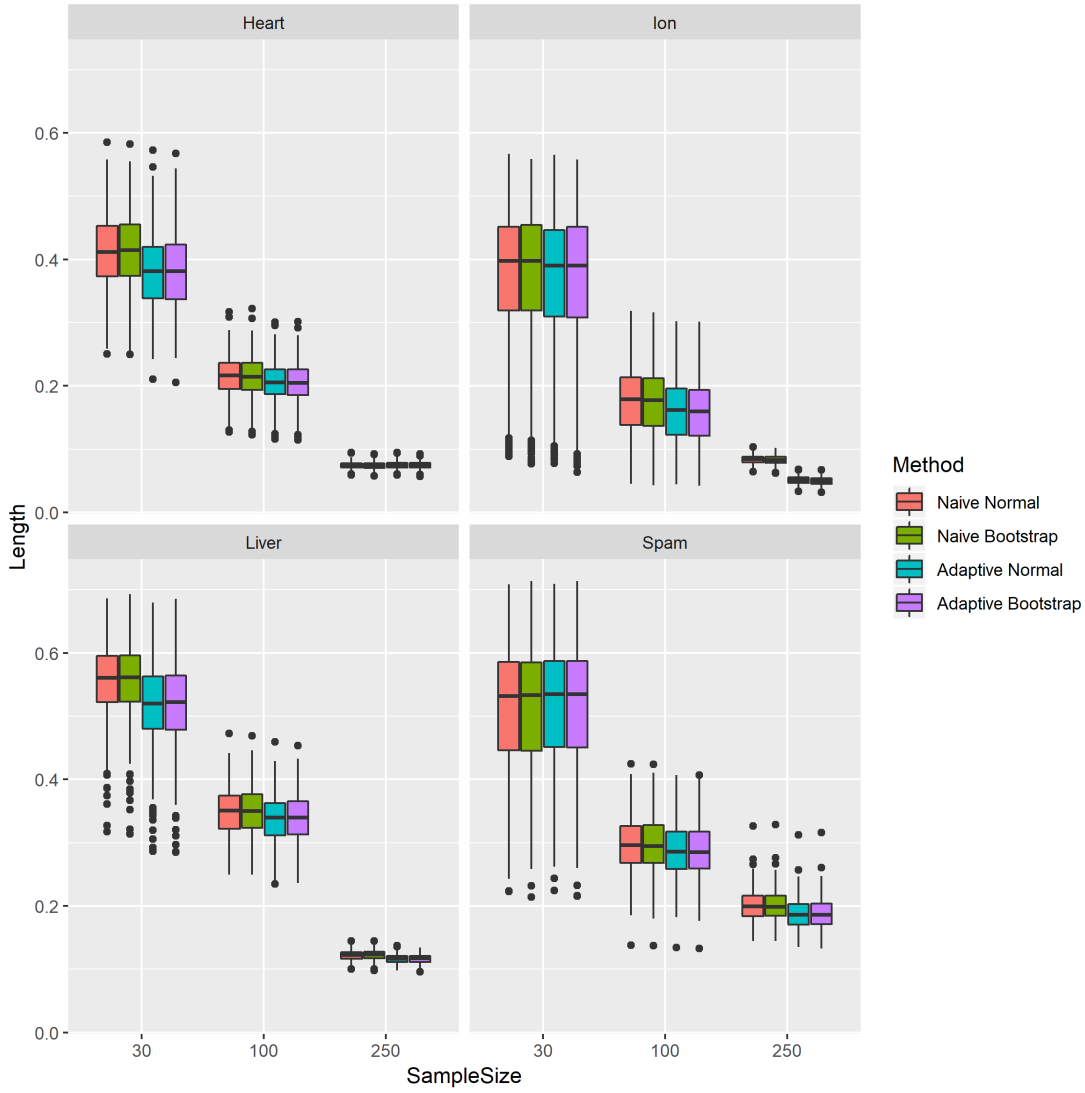 Heart
Ion
0.6
0.4
0.2
0.0
Liver
Spam
0.6
0.4
0.2
0.0
30
100
250
30
100
250
SampleSize
Length
Method
Naive Normal
Naive Bootstrap
Adaptive Normal
Adaptive Bootstrap